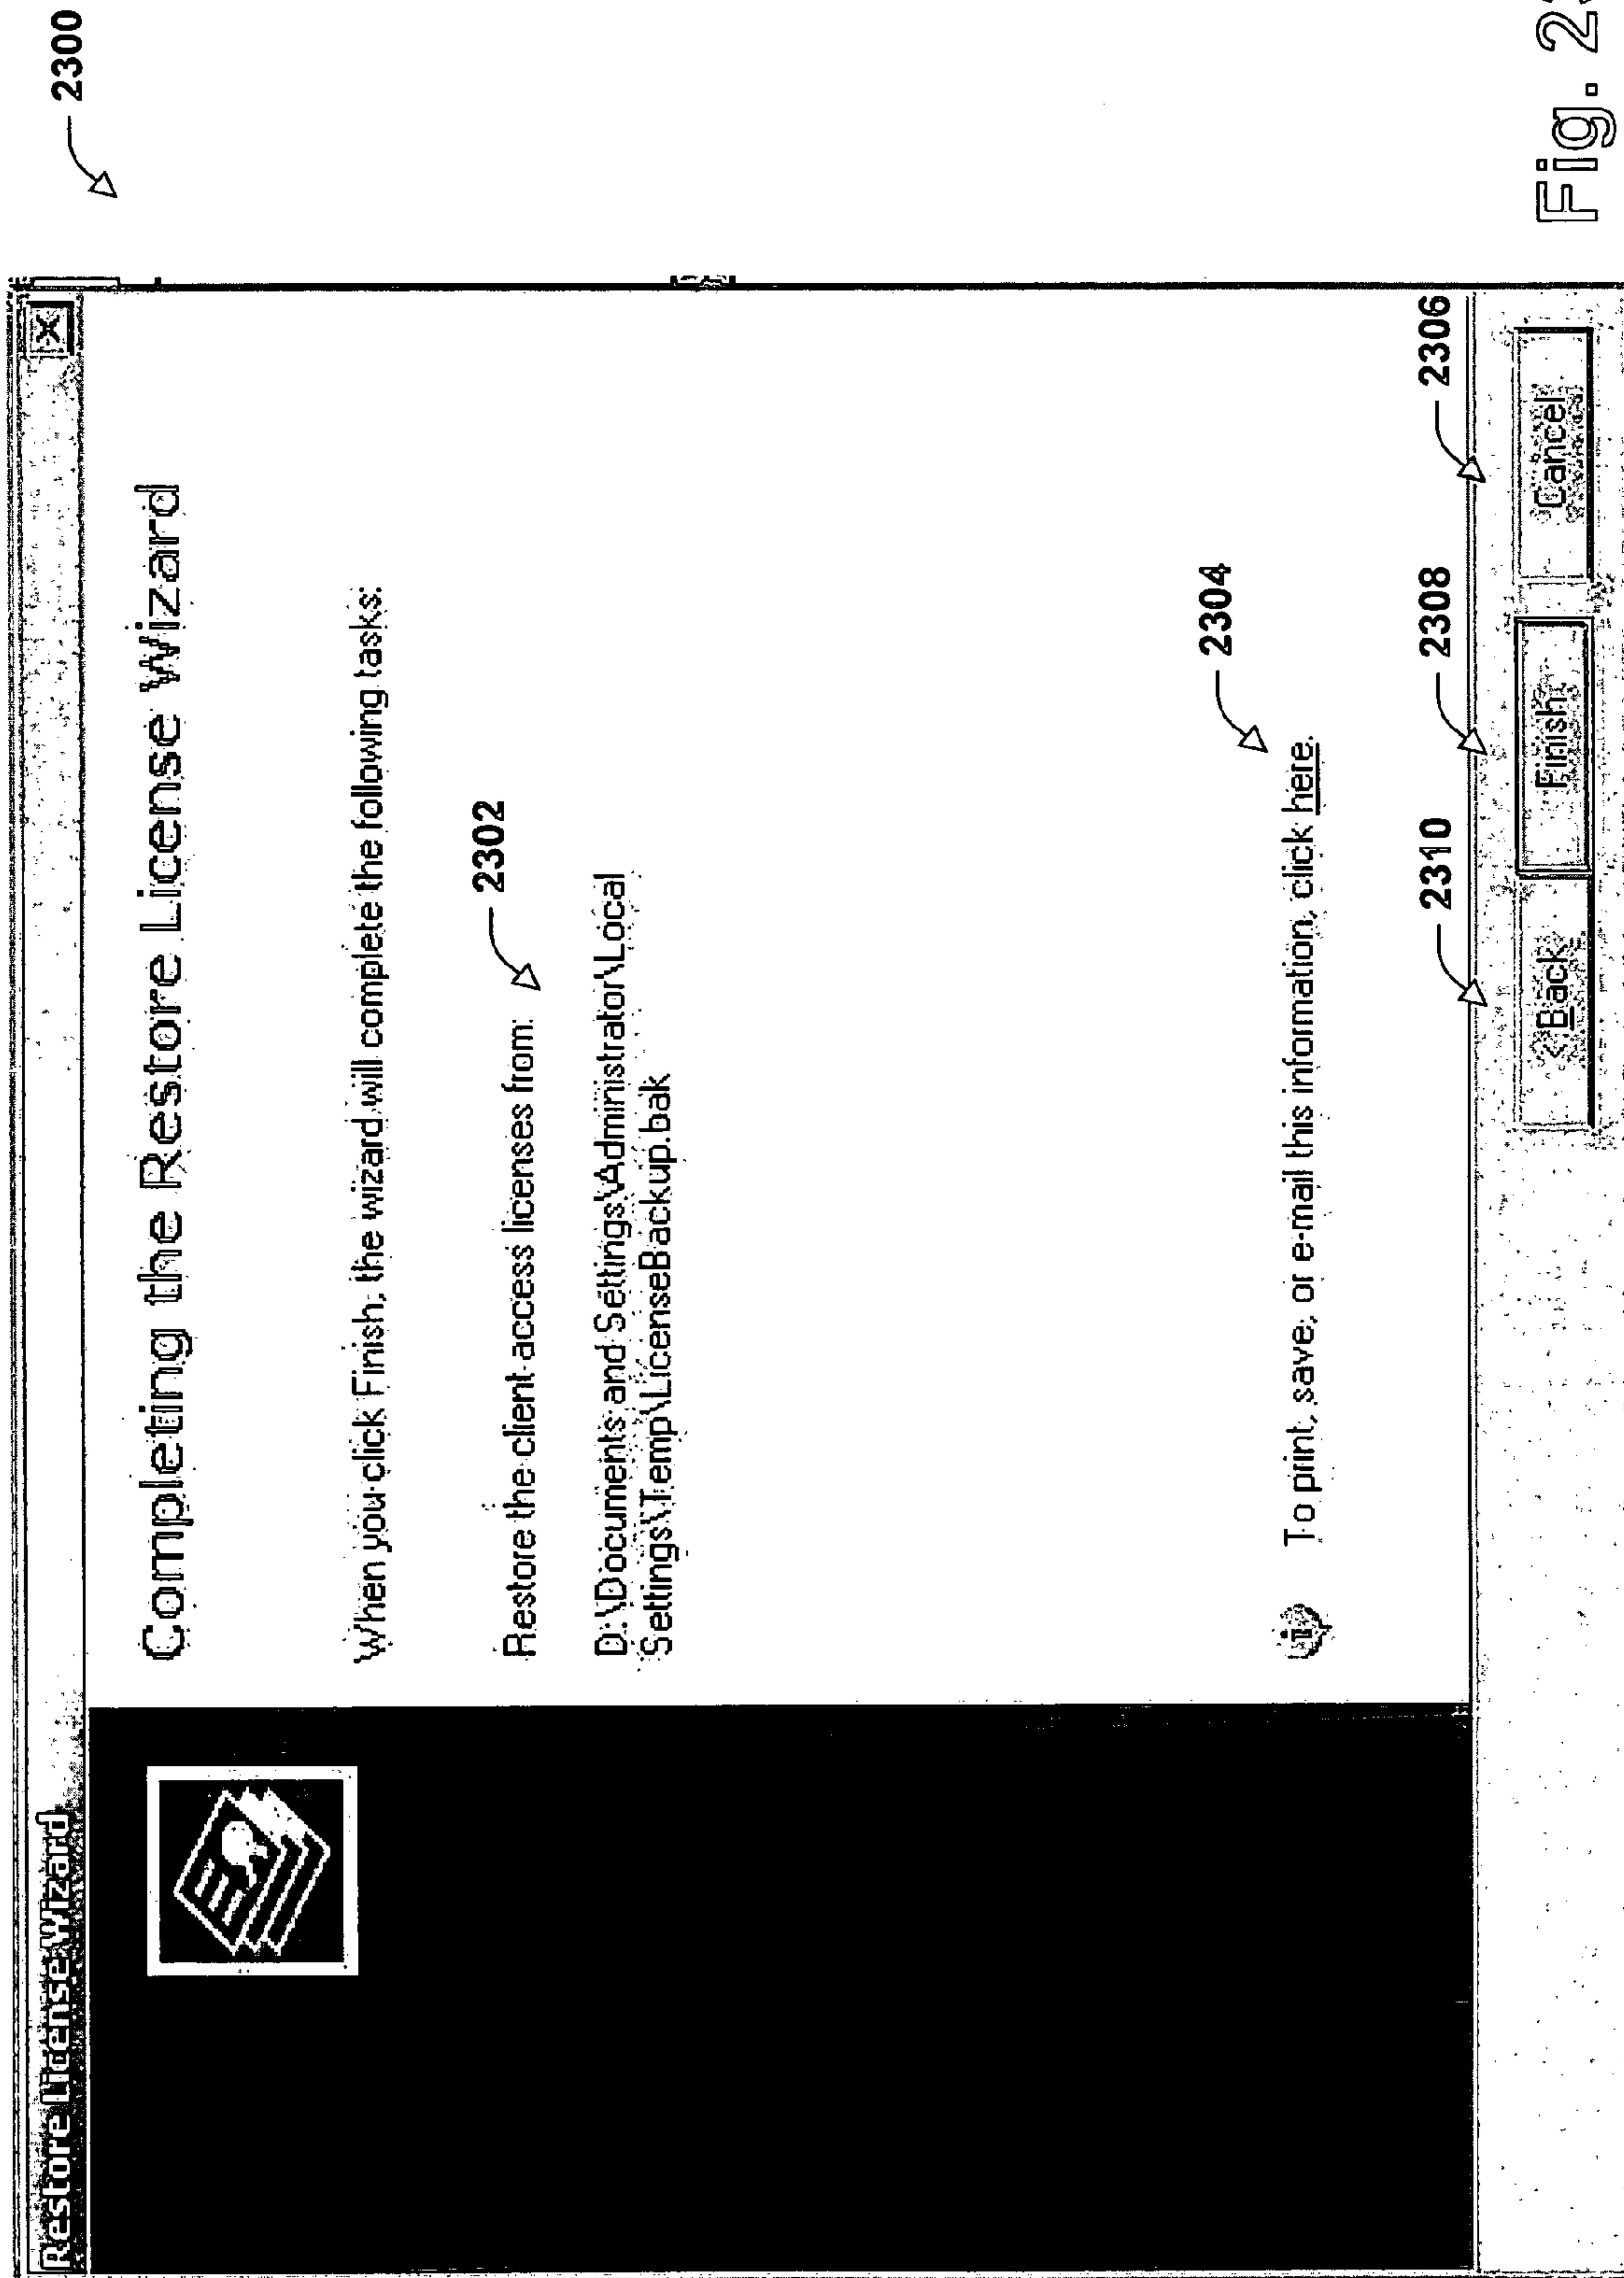 2300
Restore License Wizard
Completing the Restore License Wizard
When you click Finish, the wizard will complete the following tasks:
Restore the client access licenses from:
2302
D:\Documents and Settings\Administrator\Local
Settings\Temp\LicenseBackup.bak
2304
i To print, save, or e-mail this information, click here.
2310 2308 2306
< Back Finish Cancel
Fig.